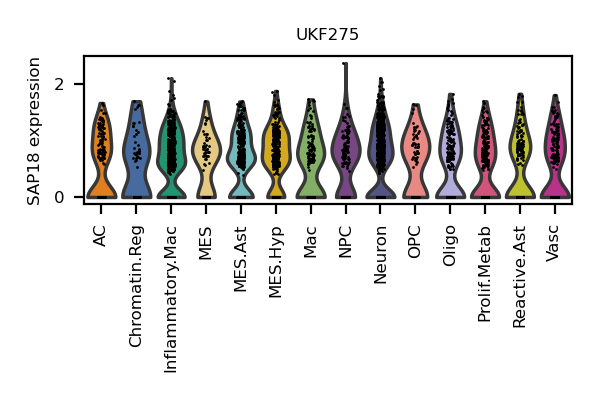 UKF275
SAP18 expression
2
0
AC
Chromatin.Reg
Inflammatory.Mac
MES
MES.Ast
MES.Hyp
Mac
NPC
Neuron
OPC
Oligo
Prolif.Metab
Reactive.Ast
Vasc